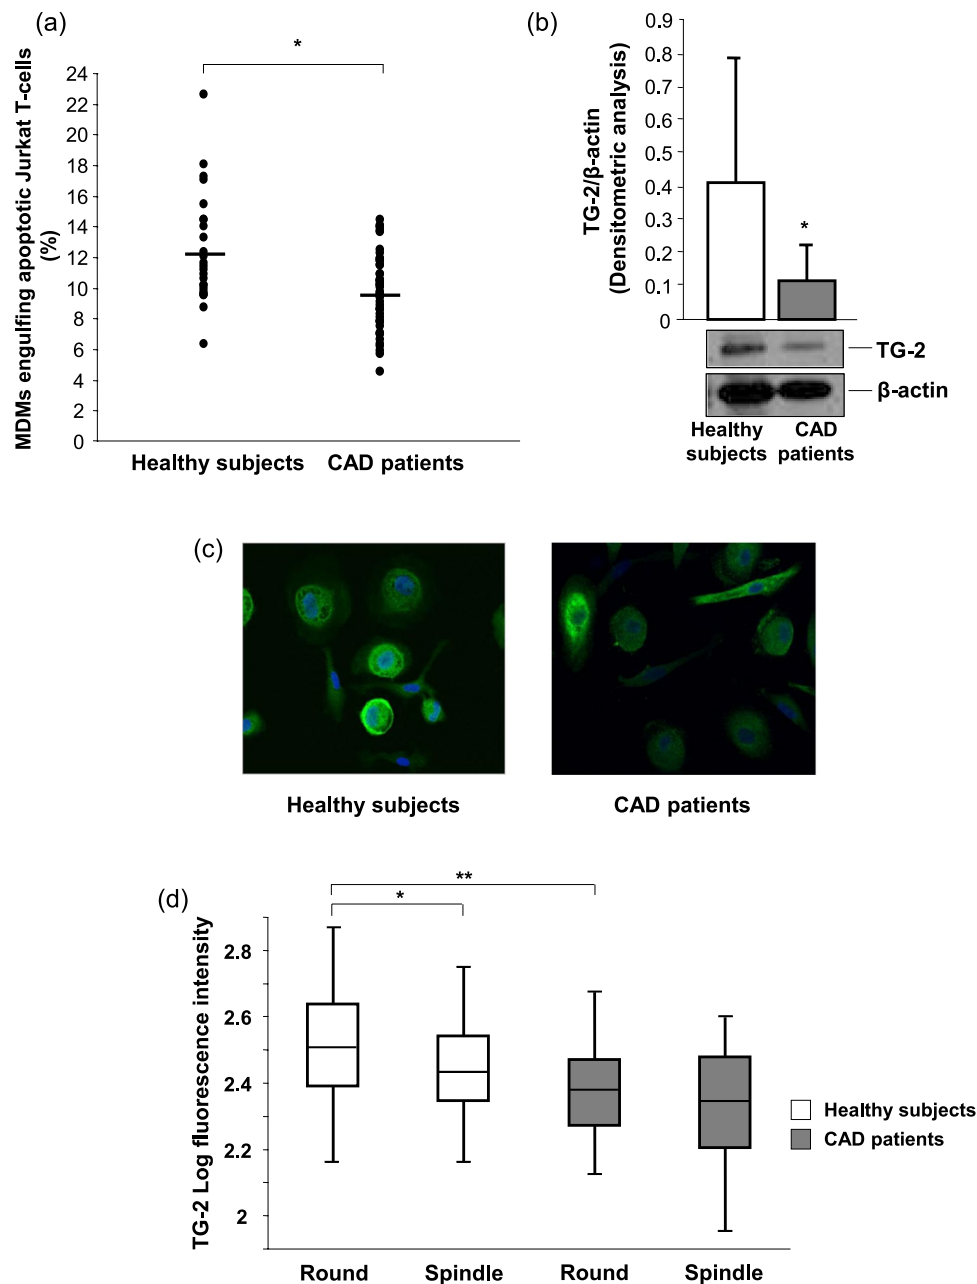 (a)
*
MDMs engulfing apoptotic Jurkat T-cells
(%)
24
22
20
18
16
14
12
10
8
6
4
2
0
Healthy subjects
CAD patients
(b)
TG-2/β-actin
(Densitometric analysis)
0.9
0.8
0.7
0.6
0.5
0.4
0.3
0.2
0.1
0
*
TG-2
β-actin
Healthy
subjects
CAD
patients
(c)
Healthy subjects
CAD patients
(d)
**
*
TG-2 Log fluorescence intensity
2.8
2.6
2.4
2.2
2
Round
Spindle
Round
Spindle
Healthy subjects
CAD patients